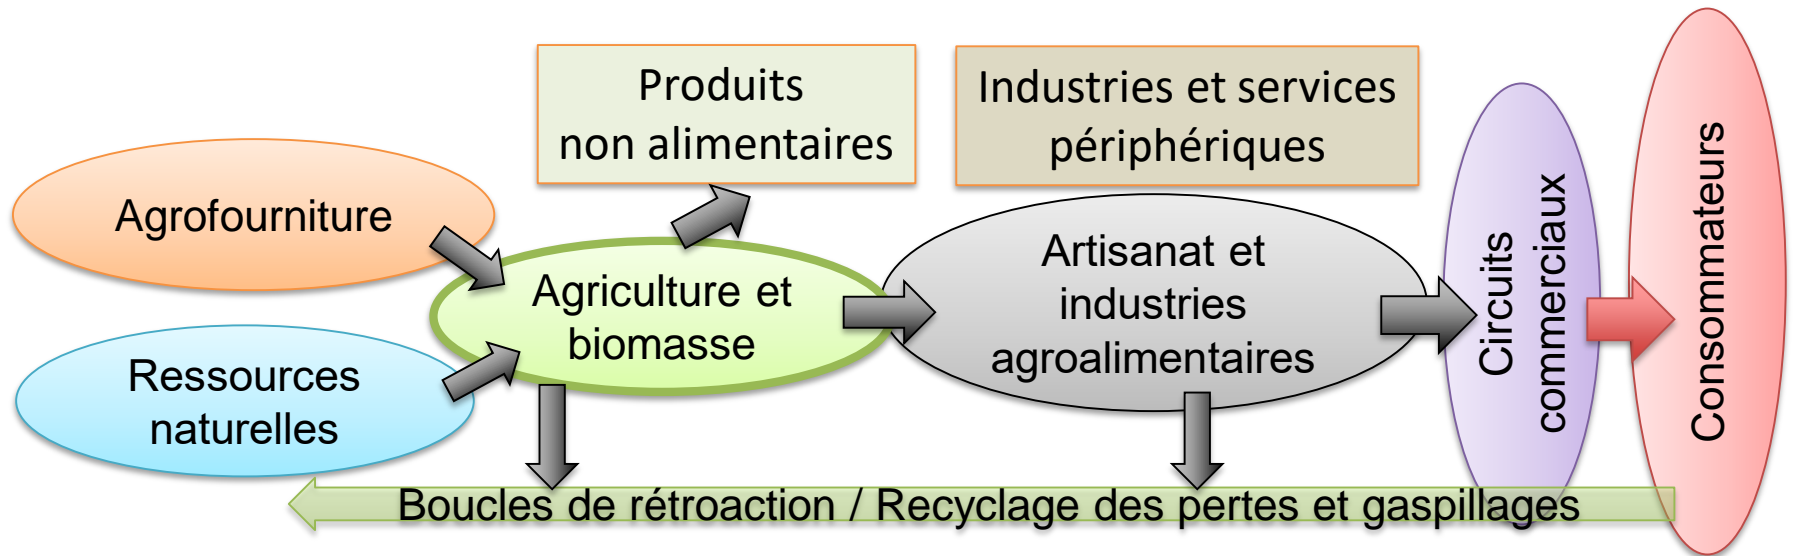 Produits
non alimentaires
Industries et services
périphériques
Agrofourniture
Ressources
naturelles
Agriculture et
biomasse
Artisanat et
industries
agroalimentaires
Circuits
commerciaux
Consommateurs
Boucles de rétroaction / Recyclage des pertes et gaspillages